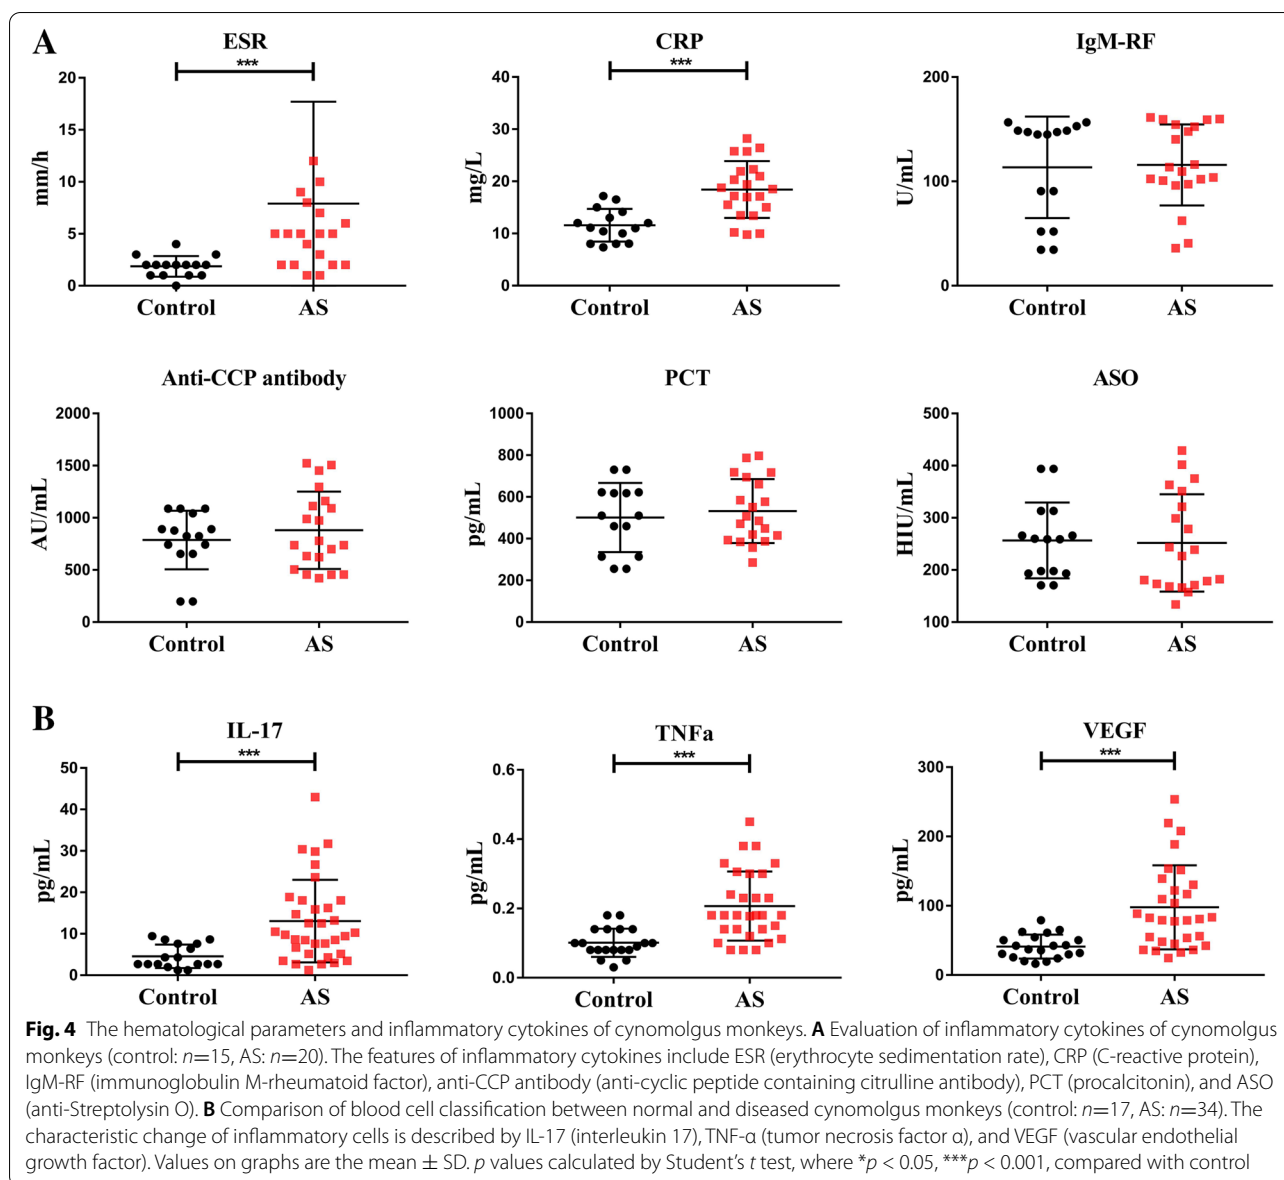 A
ESR
***
20
15
10
5
0
mm/h
Control
AS
CRP
***
40
30
20
10
0
mg/L
Control
AS
IgM-RF
200
100
0
U/mL
Control
AS
Anti-CCP antibody
2000
1500
1000
500
0
AU/mL
Control
AS
PCT
1000
800
600
400
200
0
pg/mL
Control
AS
ASO
500
400
300
200
100
HIU/mL
Control
AS
B
IL-17
***
50
40
30
20
10
0
pg/mL
Control
AS
TNFa
***
0.6
0.4
0.2
0.0
pg/mL
Control
AS
VEGF
***
300
200
100
0
pg/mL
Control
AS
Fig. 4 The hematological parameters and inflammatory cytokines of cynomolgus monkeys. A Evaluation of inflammatory cytokines of cynomolgus
monkeys (control: n=15, AS: n=20). The features of inflammatory cytokines include ESR (erythrocyte sedimentation rate), CRP (C-reactive protein),
IgM-RF (immunoglobulin M-rheumatoid factor), anti-CCP antibody (anti-cyclic peptide containing citrulline antibody), PCT (procalcitonin), and ASO
(anti-Streptolysin O). B Comparison of blood cell classification between normal and diseased cynomolgus monkeys (control: n=17, AS: n=34). The
characteristic change of inflammatory cells is described by IL-17 (interleukin 17), TNF-α (tumor necrosis factor α), and VEGF (vascular endothelial
growth factor). Values on graphs are the mean ± SD. p values calculated by Student's t test, where *p < 0.05, ***p < 0.001, compared with control